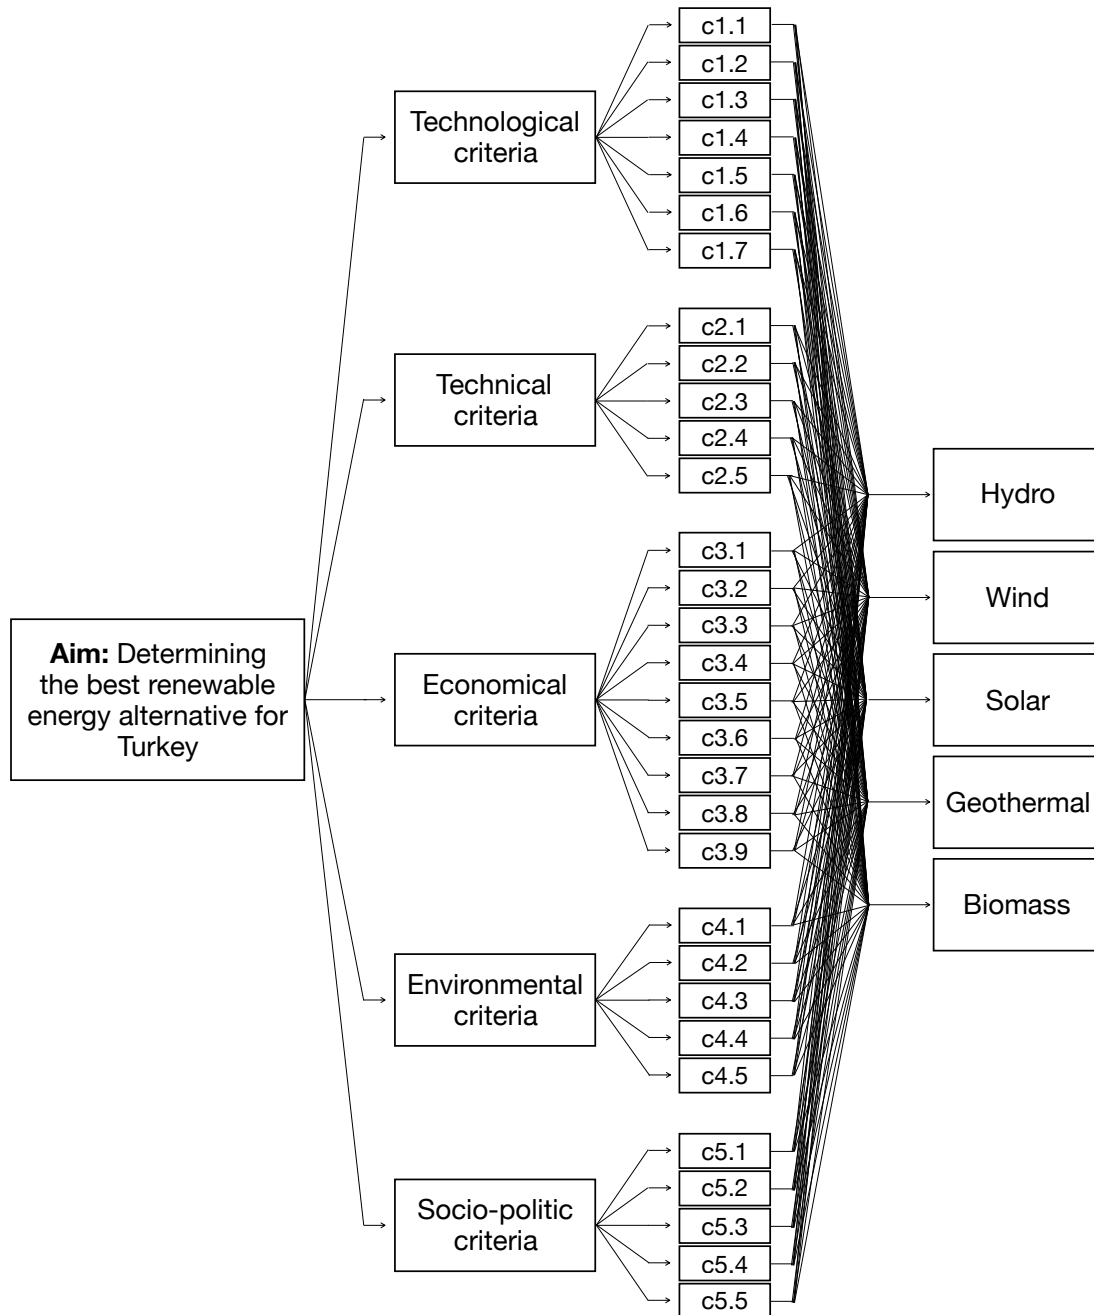 Aim: Determining
the best renewable
energy alternative for
Turkey
Technological
criteria
Technical
criteria
Economical
criteria
Environmental
criteria
Socio-politic
criteria
c1.1
c1.2
c1.3
c1.4
c1.5
c1.6
c1.7
c2.1
c2.2
c2.3
c2.4
c2.5
c3.1
c3.2
c3.3
c3.4
c3.5
c3.6
c3.7
c3.8
c3.9
c4.1
c4.2
c4.3
c4.4
c4.5
c5.1
c5.2
c5.3
c5.4
c5.5
Hydro
Wind
Solar
Geothermal
Biomass